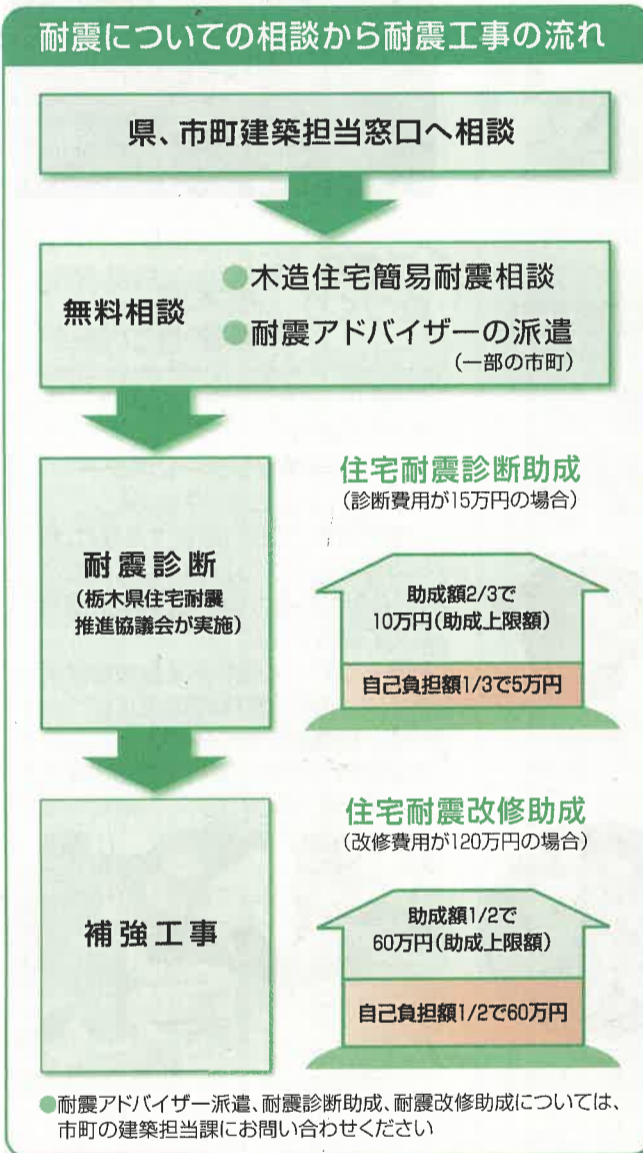 耐震についての相談から耐震工事の流れ
県、市町建築担当窓口へ相談
無料相談
●木造住宅簡易耐震相談
●耐震アドバイザーの派遣
(一部の市町)
耐震診断
(栃木県住宅耐震
推進協議会が実施)
住宅耐震診断助成
(診断費用が15万円の場合)
助成額2/3で
10万円(助成上限額)
自己負担額1/3で5万円
補強工事
住宅耐震改修助成
(改修費用が120万円の場合)
助成額1/2で
60万円(助成上限額)
自己負担額1/2で60万円
●耐震アドバイザー派遣、耐震診断助成、耐震改修助成については、
市町の建築担当課にお問い合わせください